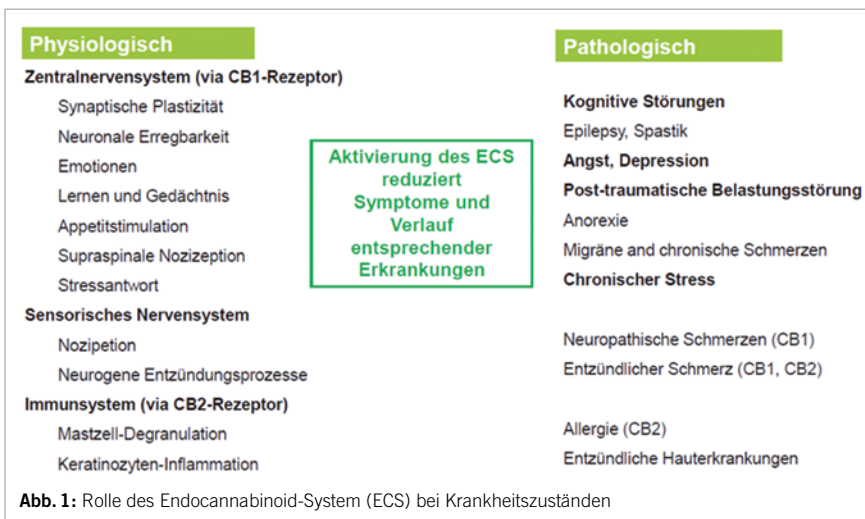 Physiologisch
Zentralnervensystem (via CB1-Rezeptor)
Synaptische Plastizität
Neuronale Erregbarkeit
Emotionen
Lernen und Gedächtnis
Appetitstimulation
Supraspinale Nozizeption
Stressantwort
Sensorisches Nervensystem
Nozipetion
Neurogene Entzündungsprozesse
Immunsystem (via CB2-Rezeptor)
Mastzell-Degranulation
Keratinozyten-Inflammation
Aktivierung des ECS
reduziert
Symptome und
Verlauf
entsprechender
Erkrankungen
Pathologisch
Kognitive Störungen
Epilepsy, Spastik
Angst, Depression
Post-traumatische Belastungsstörung
Anorexie
Migräne and chronische Schmerzen
Chronischer Stress
Neuropathische Schmerzen (CB1)
Entzündlicher Schmerz (CB1, CB2)
Allergie (CB2)
Entzündliche Hauterkrankungen
Abb. 1: Rolle des Endocannabinoid-System (ECS) bei Krankheitszuständen